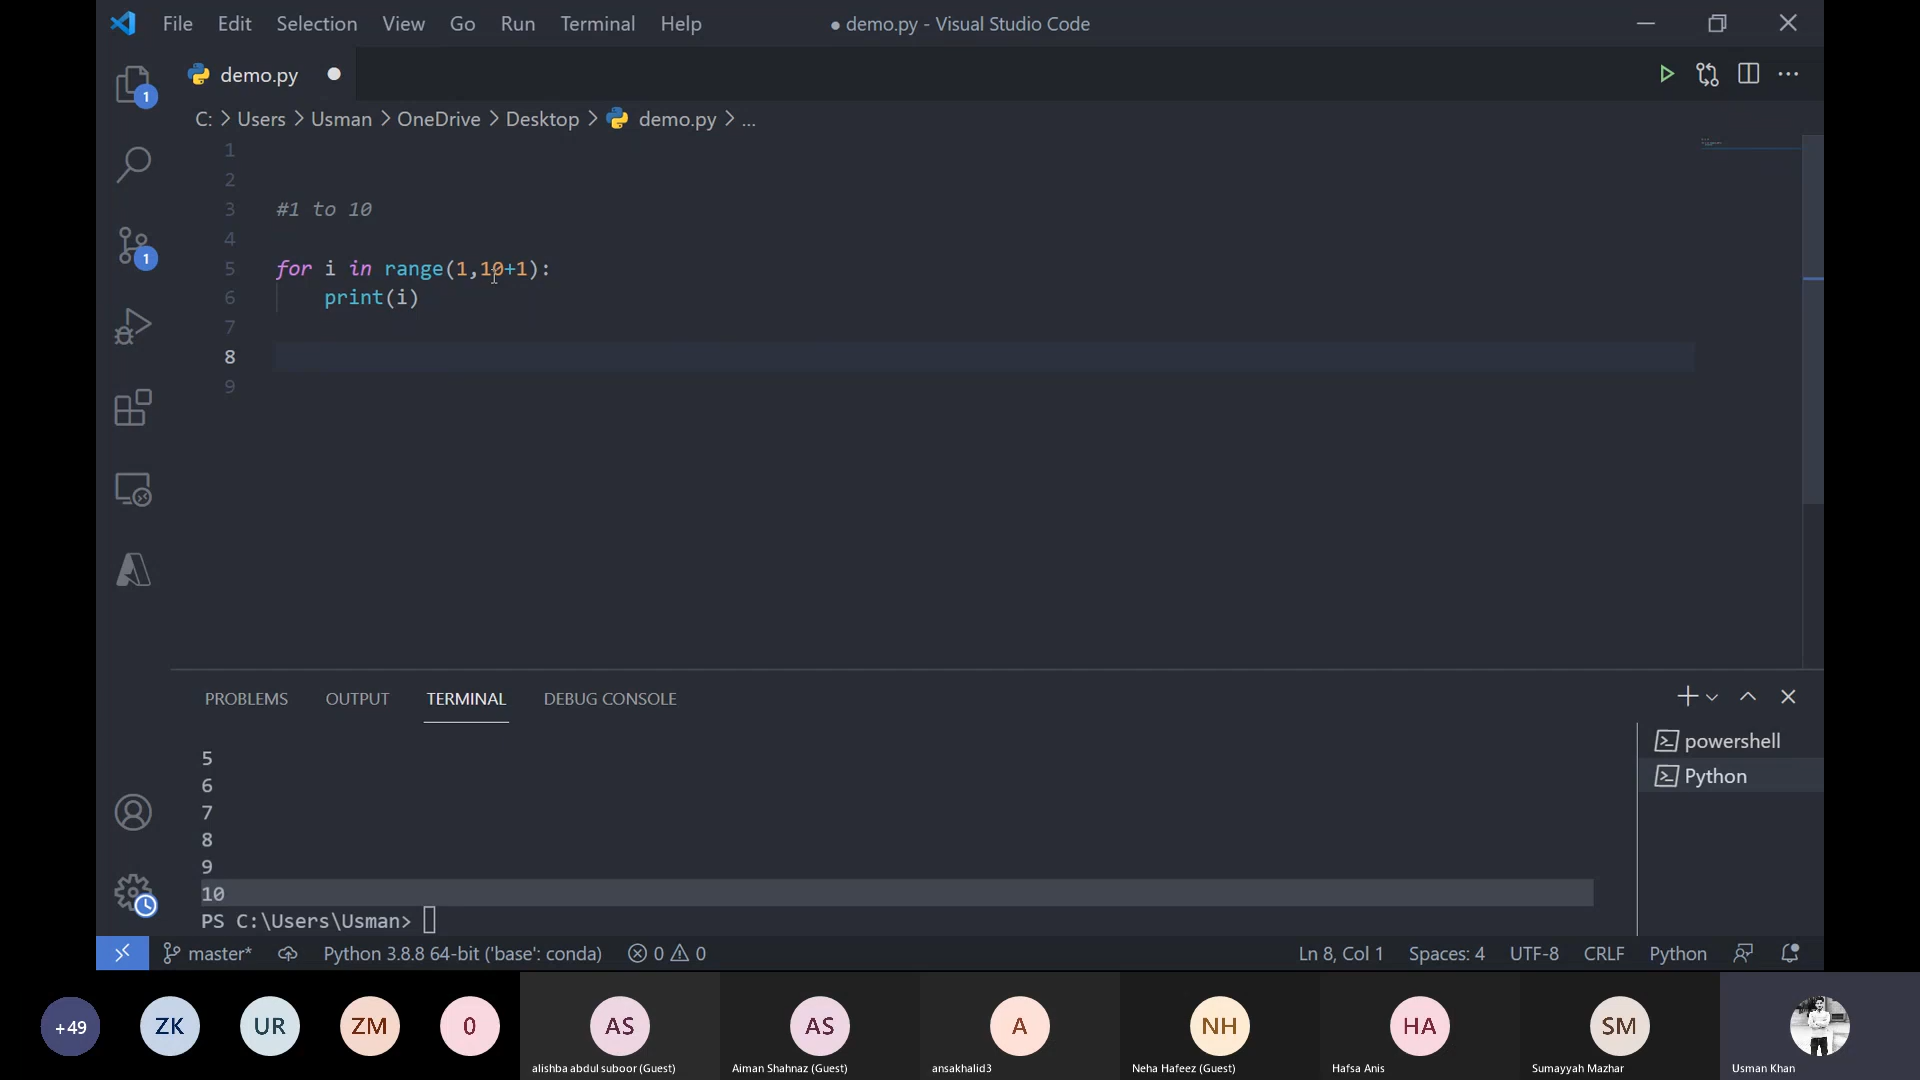 File Edit Selection View Go Run Terminal Help
● demo.py - Visual Studio Code
demo.py
C: > Users > Usman > OneDrive > Desktop > demo.py > ...
1
1
2
3 #1 to 10
4
1
5 for i in range(1,10+1):
6 print(i)
7
8
9
PROBLEMS OUTPUT TERMINAL DEBUG CONSOLE
powershell
Python
5
6
7
8
9
10
PS C:\Users\Usman>
master* Python 3.8.8 64-bit ('base': conda) 0 0 Ln 8, Col 1 Spaces: 4 UTF-8 CRLF Python
+49 ZK UR ZM 0 AS AS A NH HA SM
alishba abdul suboor (Guest) Aiman Shahnaz (Guest) ansakhalid3 Neha Hafeez (Guest) Hafsa Anis Sumayyah Mazhar Usman Khan